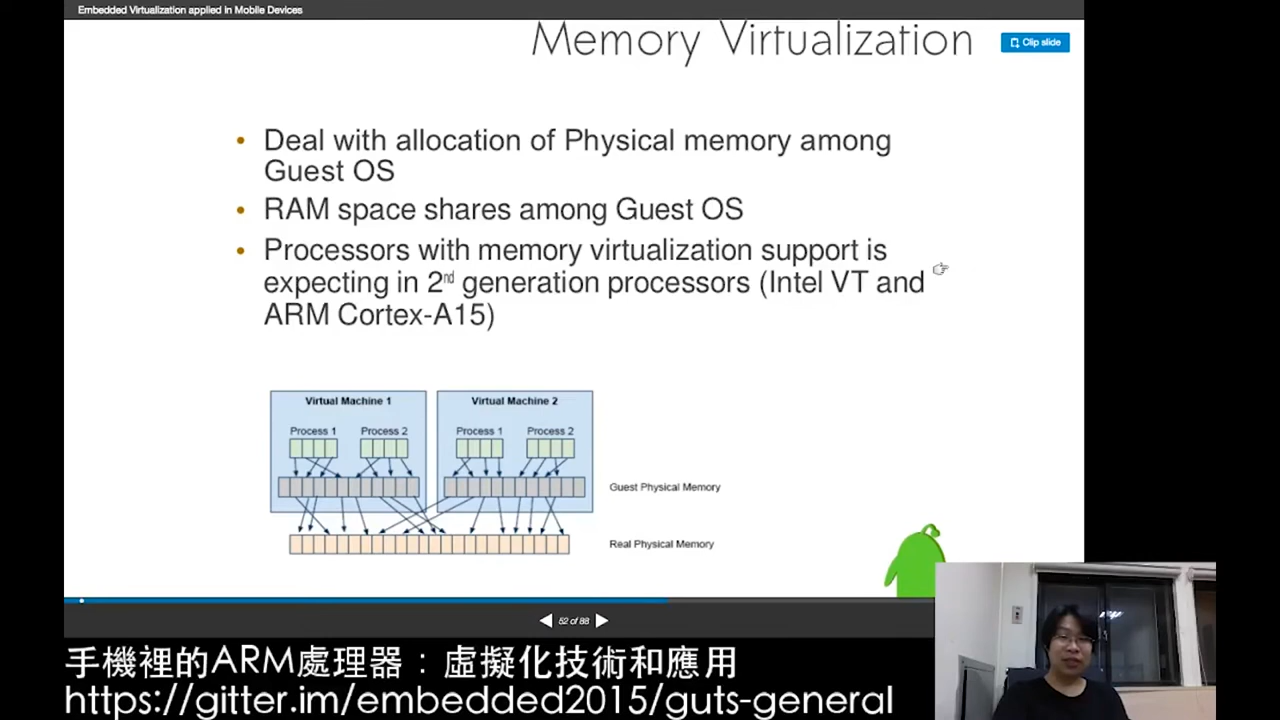 Embedded Virtualization applied in Mobile Devices
Memory Virtualization
Clip slide
• Deal with allocation of Physical memory among
Guest OS
• RAM space shares among Guest OS
• Processors with memory virtualization support is
expecting in 2nd generation processors (Intel VT and
ARM Cortex-A15)
Virtual Machine 1
Virtual Machine 2
Process 1
Process 2
Process 1
Process 2
Guest Physical Memory
Real Physical Memory
52 of 88
手機裡的ARM處理器：虛擬化技術和應用
https://gitter.im/embedded2015/guts-general